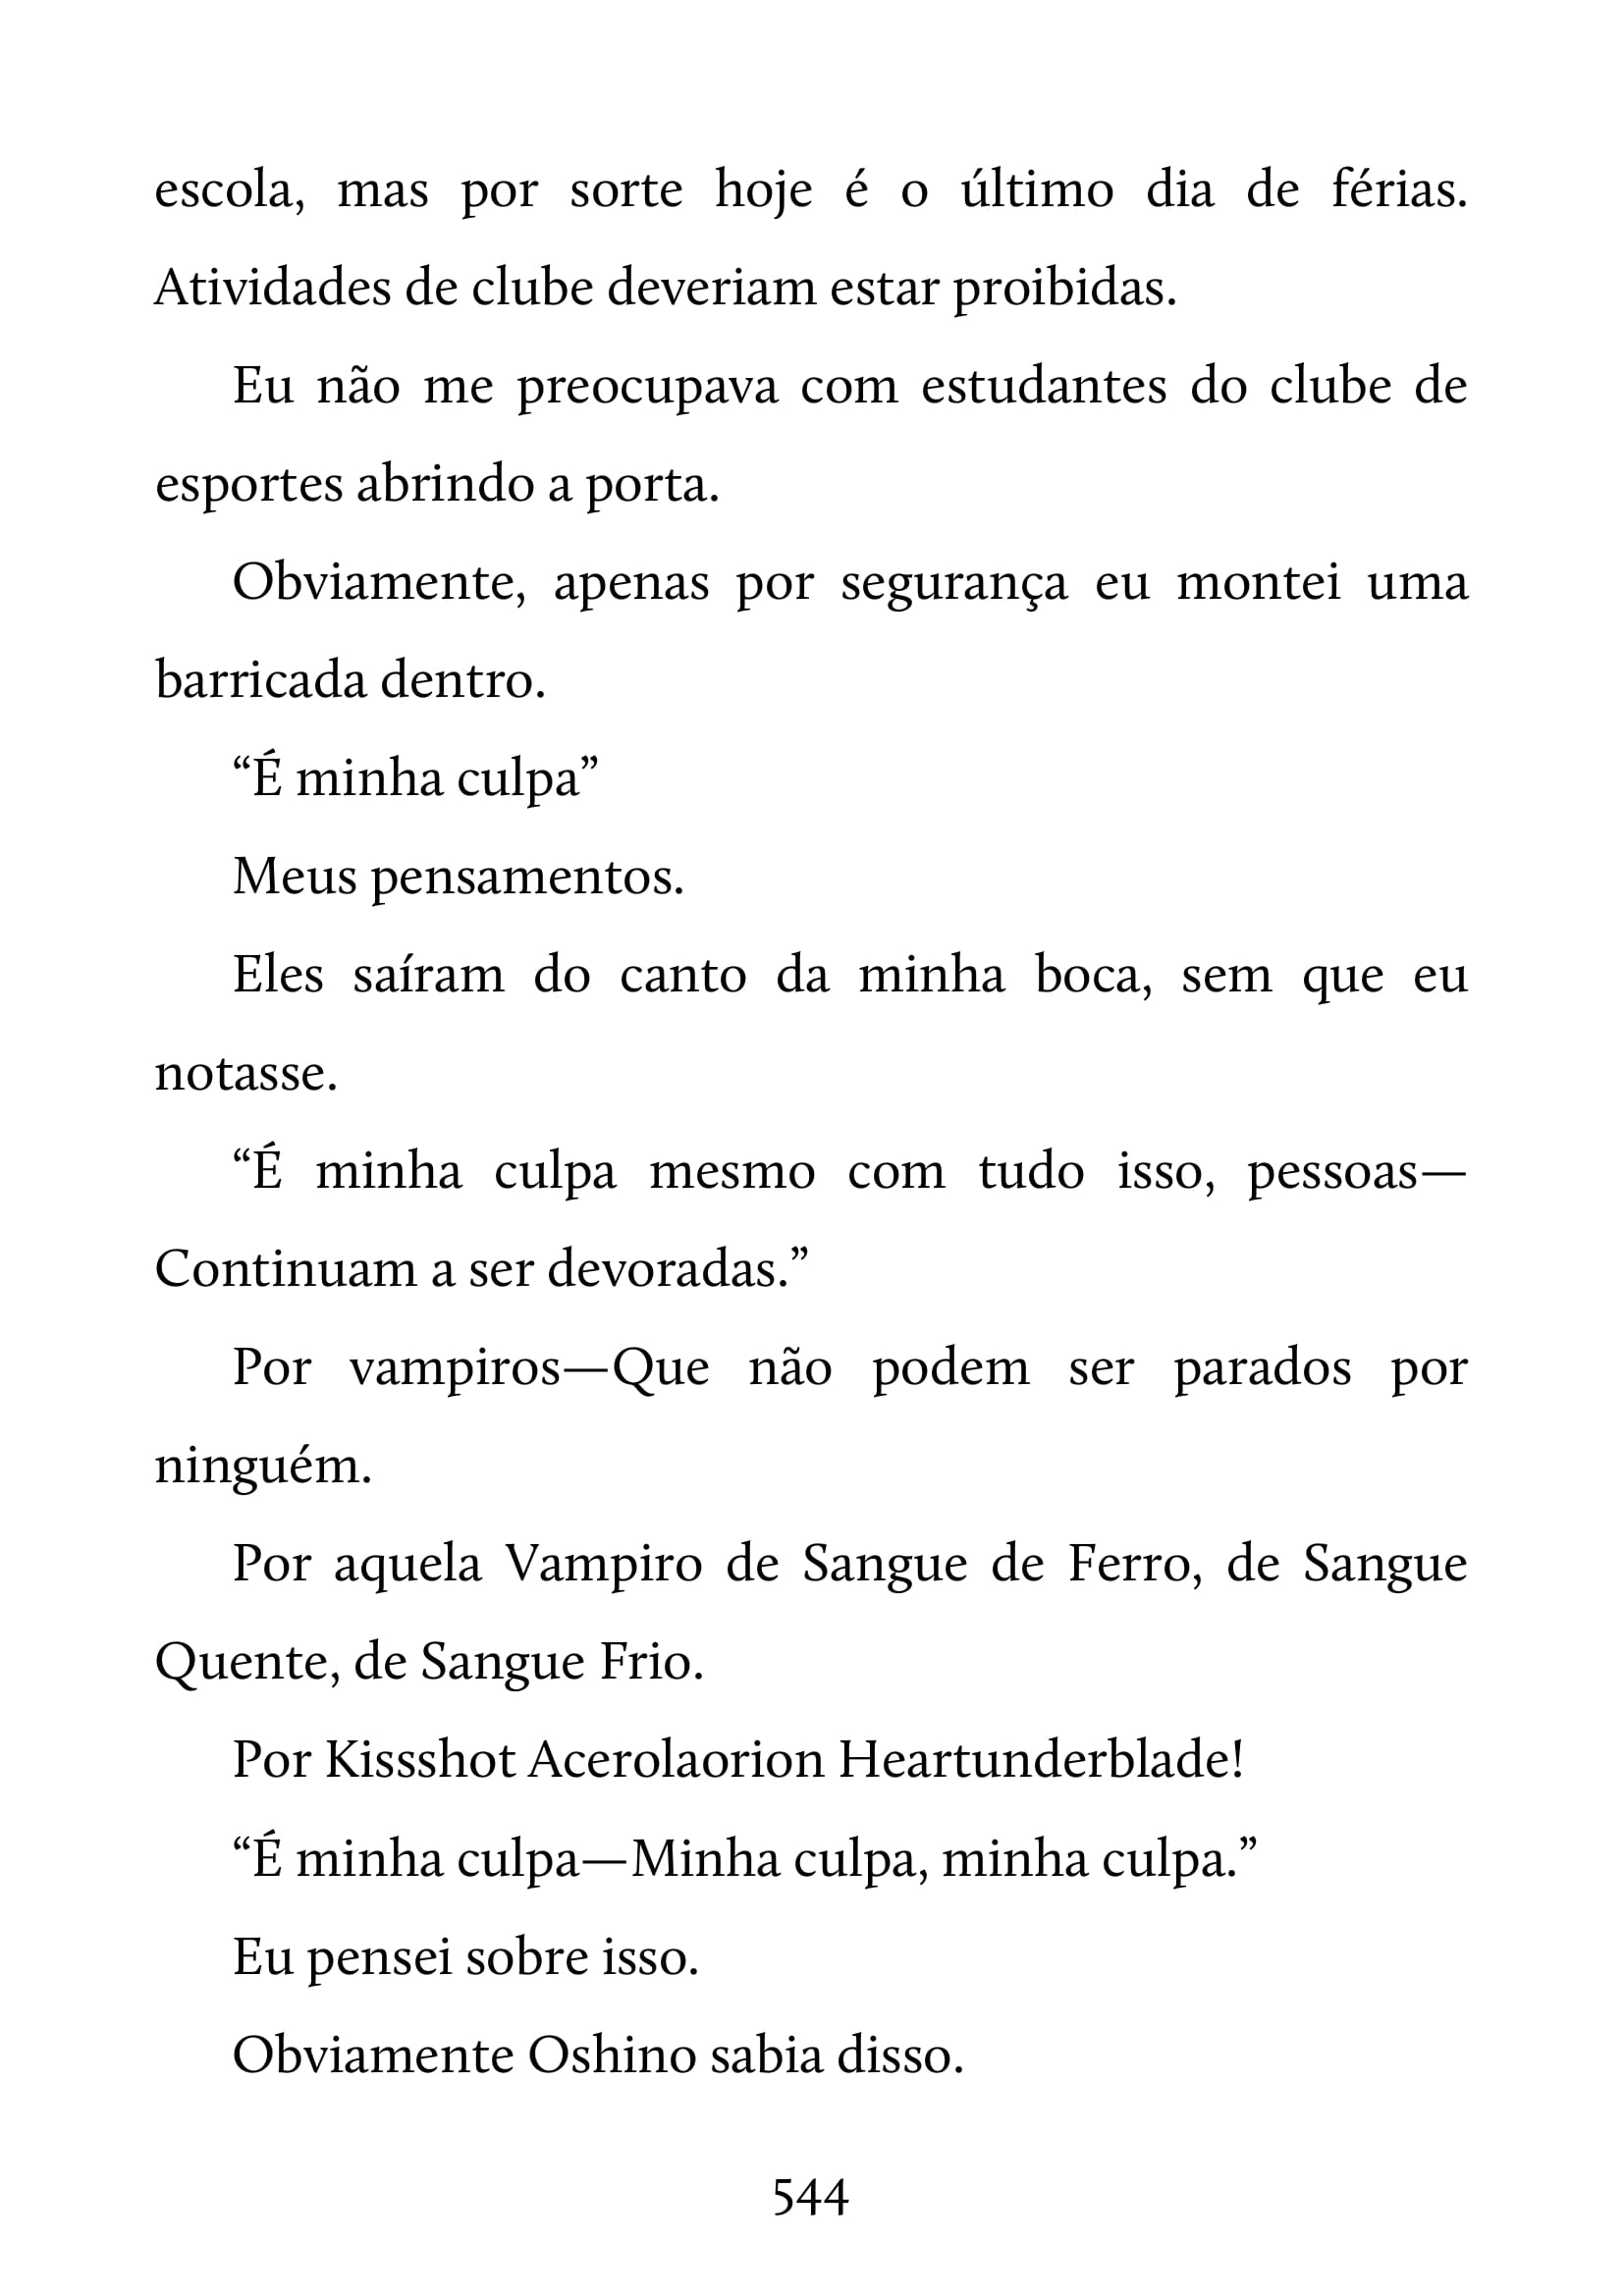 escola, mas por sorte hoje é o último dia de férias.
Atividades de clube deveriam estar proibidas.
Eu não me preocupava com estudantes do clube de
esportes abrindo a porta.
Obviamente, apenas por segurança eu montei uma
barricada dentro.
“É minha culpa”
Meus pensamentos.
Eles saíram do canto da minha boca, sem que eu
notasse.
“É minha culpa mesmo com tudo isso, pessoas—
Continuam a ser devoradas.”
Por vampiros—Que não podem ser parados por
ninguém.
Por aquela Vampiro de Sangue de Ferro, de Sangue
Quente, de Sangue Frio.
Por Kissshot Acerolaorion Heartunderblade!
“É minha culpa—Minha culpa, minha culpa.”
Eu pensei sobre isso.
Obviamente Oshino sabia disso.
544